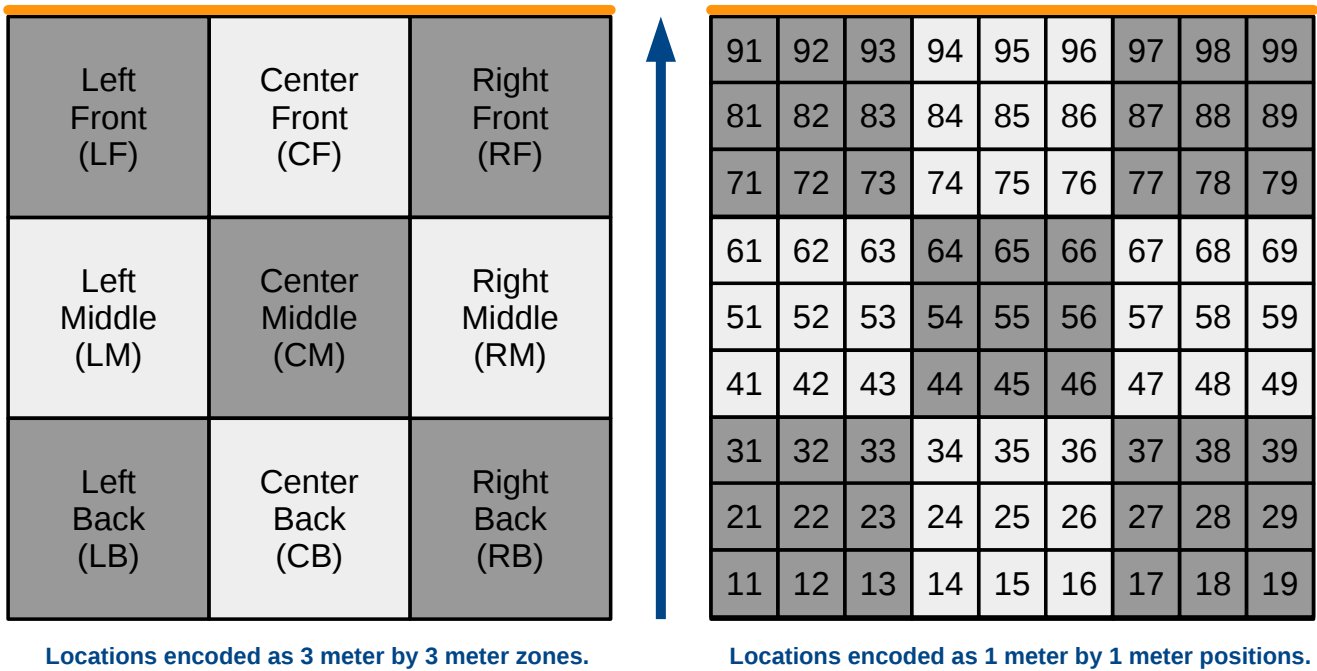 Left
Front
(LF)
Center
Front
(CF)
Right
Front
(RF)
Left
Middle
(LM)
Center
Middle
(CM)
Right
Middle
(RM)
Left
Back
(LB)
Center
Back
(CB)
Right
Back
(RB)
Locations encoded as 3 meter by 3 meter zones.
91 92 93 94 95 96 97 98 99
81 82 83 84 85 86 87 88 89
71 72 73 74 75 76 77 78 79
61 62 63 64 65 66 67 68 69
51 52 53 54 55 56 57 58 59
41 42 43 44 45 46 47 48 49
31 32 33 34 35 36 37 38 39
21 22 23 24 25 26 27 28 29
11 12 13 14 15 16 17 18 19
Locations encoded as 1 meter by 1 meter positions.